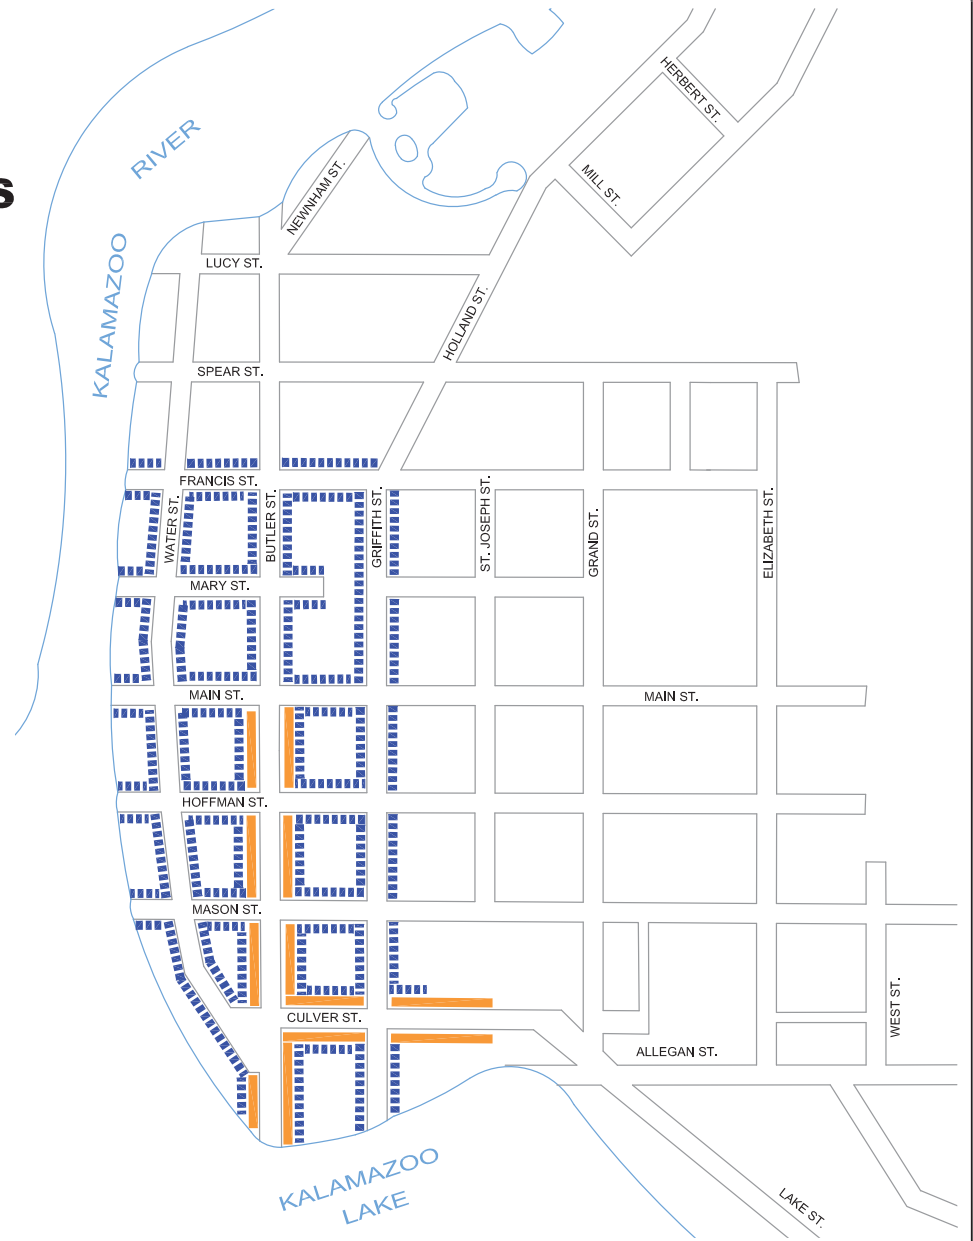 HERBERT ST.
RIVER
s
MILL ST.
NEWNHAM ST.
KALAMAZOO
LUCY ST.
HOLLAND ST.
SPEAR ST.
FRANCIS ST.
WATER ST.
BUTLER ST.
GRIFFITH ST.
ST. JOSEPH ST.
GRAND ST.
ELIZABETH ST.
MARY ST.
MAIN ST.
MAIN ST.
HOFFMAN ST.
MASON ST.
WEST ST.
CULVER ST.
ALLEGAN ST.
KALAMAZOO
LAKE
LAKE ST.